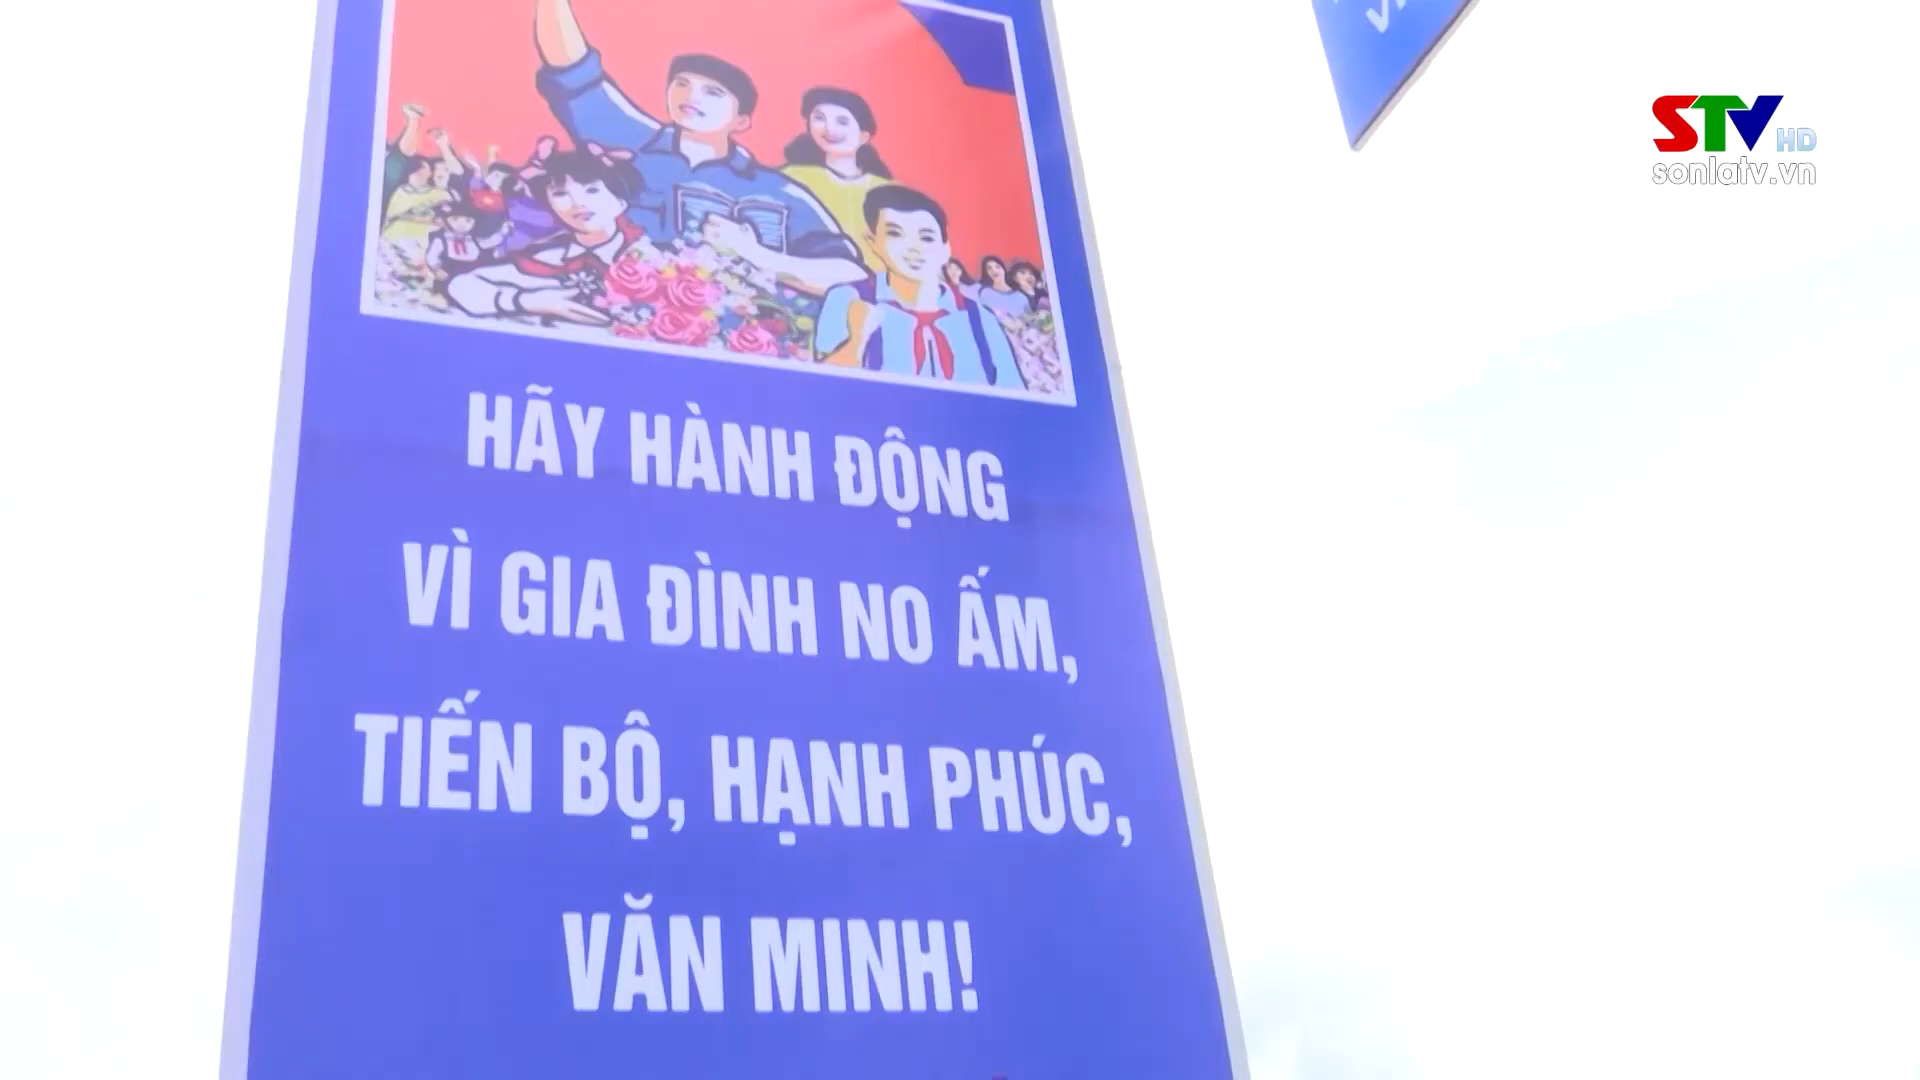 STV HD
sonlatv.vn
HÃY HÀNH ĐỘNG
VÌ GIA ĐÌNH NO ẤM,
TIẾN BỘ, HẠNH PHÚC,
VĂN MINH!